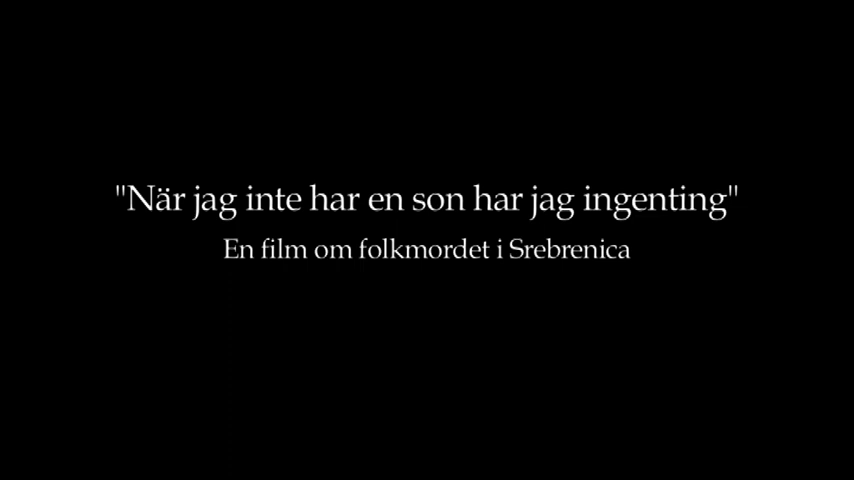 "När jag inte har en son har jag ingenting"
En film om folkmordet i Srebrenica